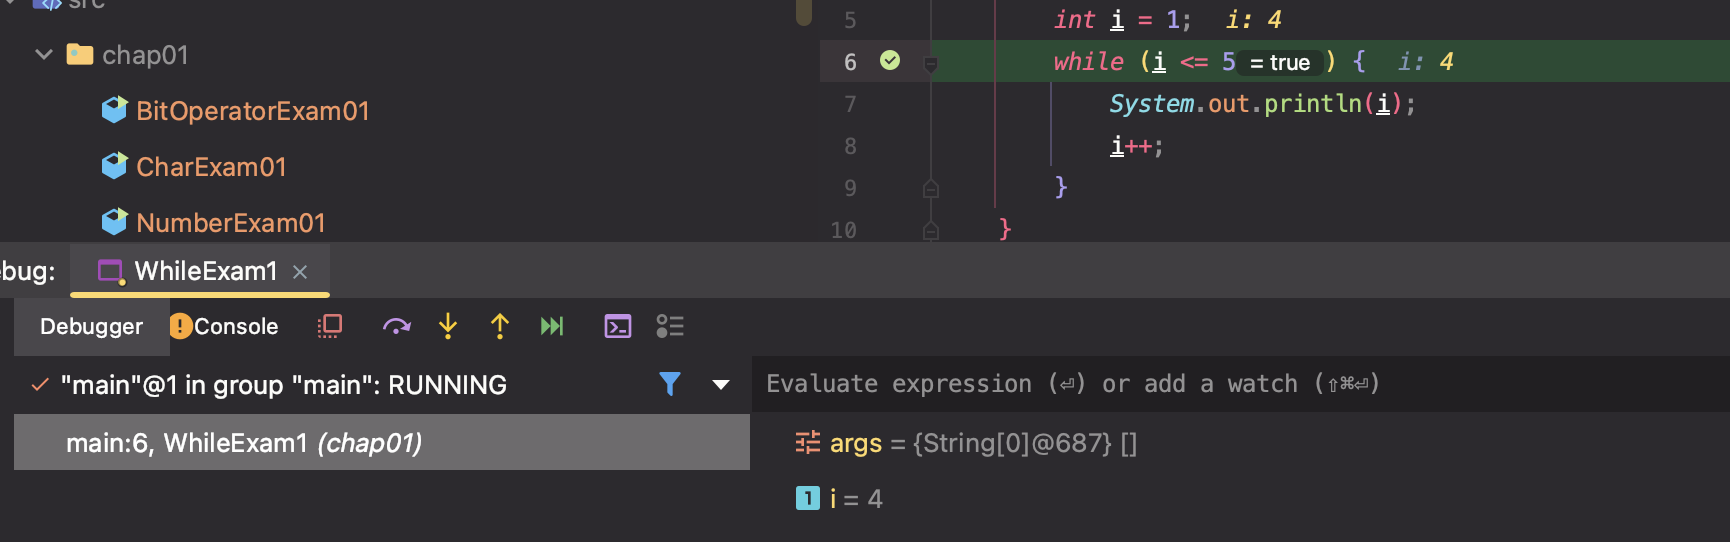 src
chap01
BitOperatorExam01
CharExam01
NumberExam01
5 int i = 1; i: 4
6 while (i <= 5 = true ) { i: 4
7 System.out.println(i);
8 i++;
9 }
10 }
ebug: WhileExam1 ×
Debugger Console
"main"@1 in group "main": RUNNING
main:6, WhileExam1 (chap01)
Evaluate expression (⏎) or add a watch (⇧⌘⏎)
args = {String[0]@687} []
i = 4